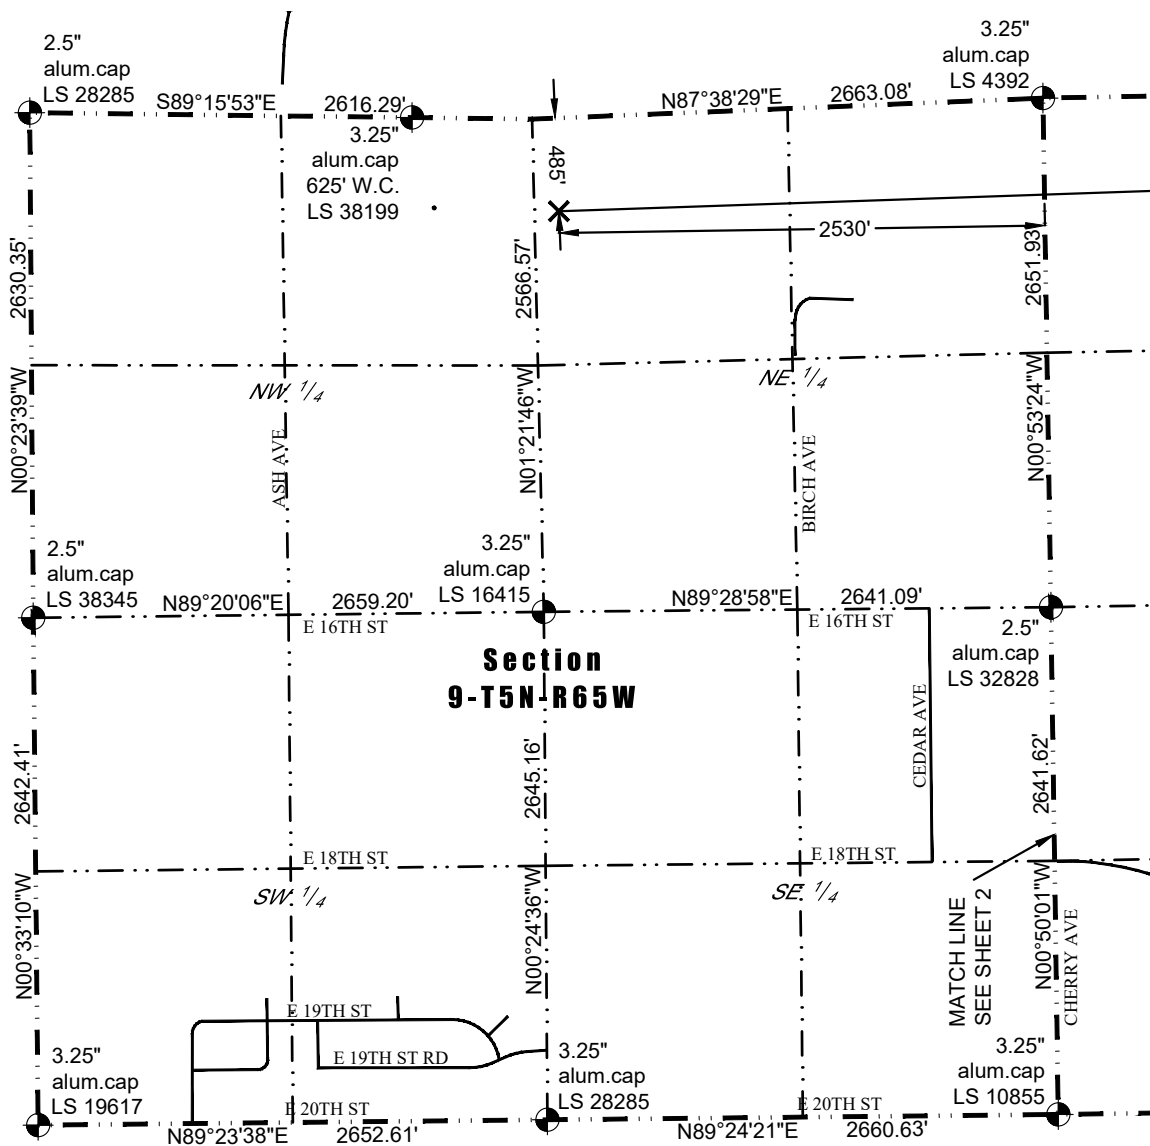 2.5"
alum.cap
LS 28285
S89°15'53"E
2616.29'
3.25"
alum.cap
625' W.C.
LS 38199
485'
N87°38'29"E
2663.08'
3.25"
alum.cap
LS 4392
2530'
2630.35'
2566.57'
2651.93'
NW 1/4
NE 1/4
N00°23'39"W
ASH AVE
N01°21'46"W
BIRCH AVE
N00°53'24"W
2.5"
alum.cap
LS 38345
N89°20'06"E
2659.20'
E 16TH ST
3.25"
alum.cap
LS 16415
N89°28'58"E
2641.09'
E 16TH ST
2.5"
alum.cap
LS 32828
Section
9-T5N-R65W
2642.41'
2645.16'
CEDAR AVE
2641.62'
E 18TH ST
E 18TH ST
SW 1/4
SE 1/4
N00°33'10"W
N00°24'36"W
MATCH LINE
SEE SHEET 2
N00°50'01"W
CHERRY AVE
E 19TH ST
E 19TH ST RD
3.25"
alum.cap
LS 19617
3.25"
alum.cap
LS 28285
3.25"
alum.cap
LS 10855
E 20TH ST
E 20TH ST
N89°23'38"E
2652.61'
N89°24'21"E
2660.63'